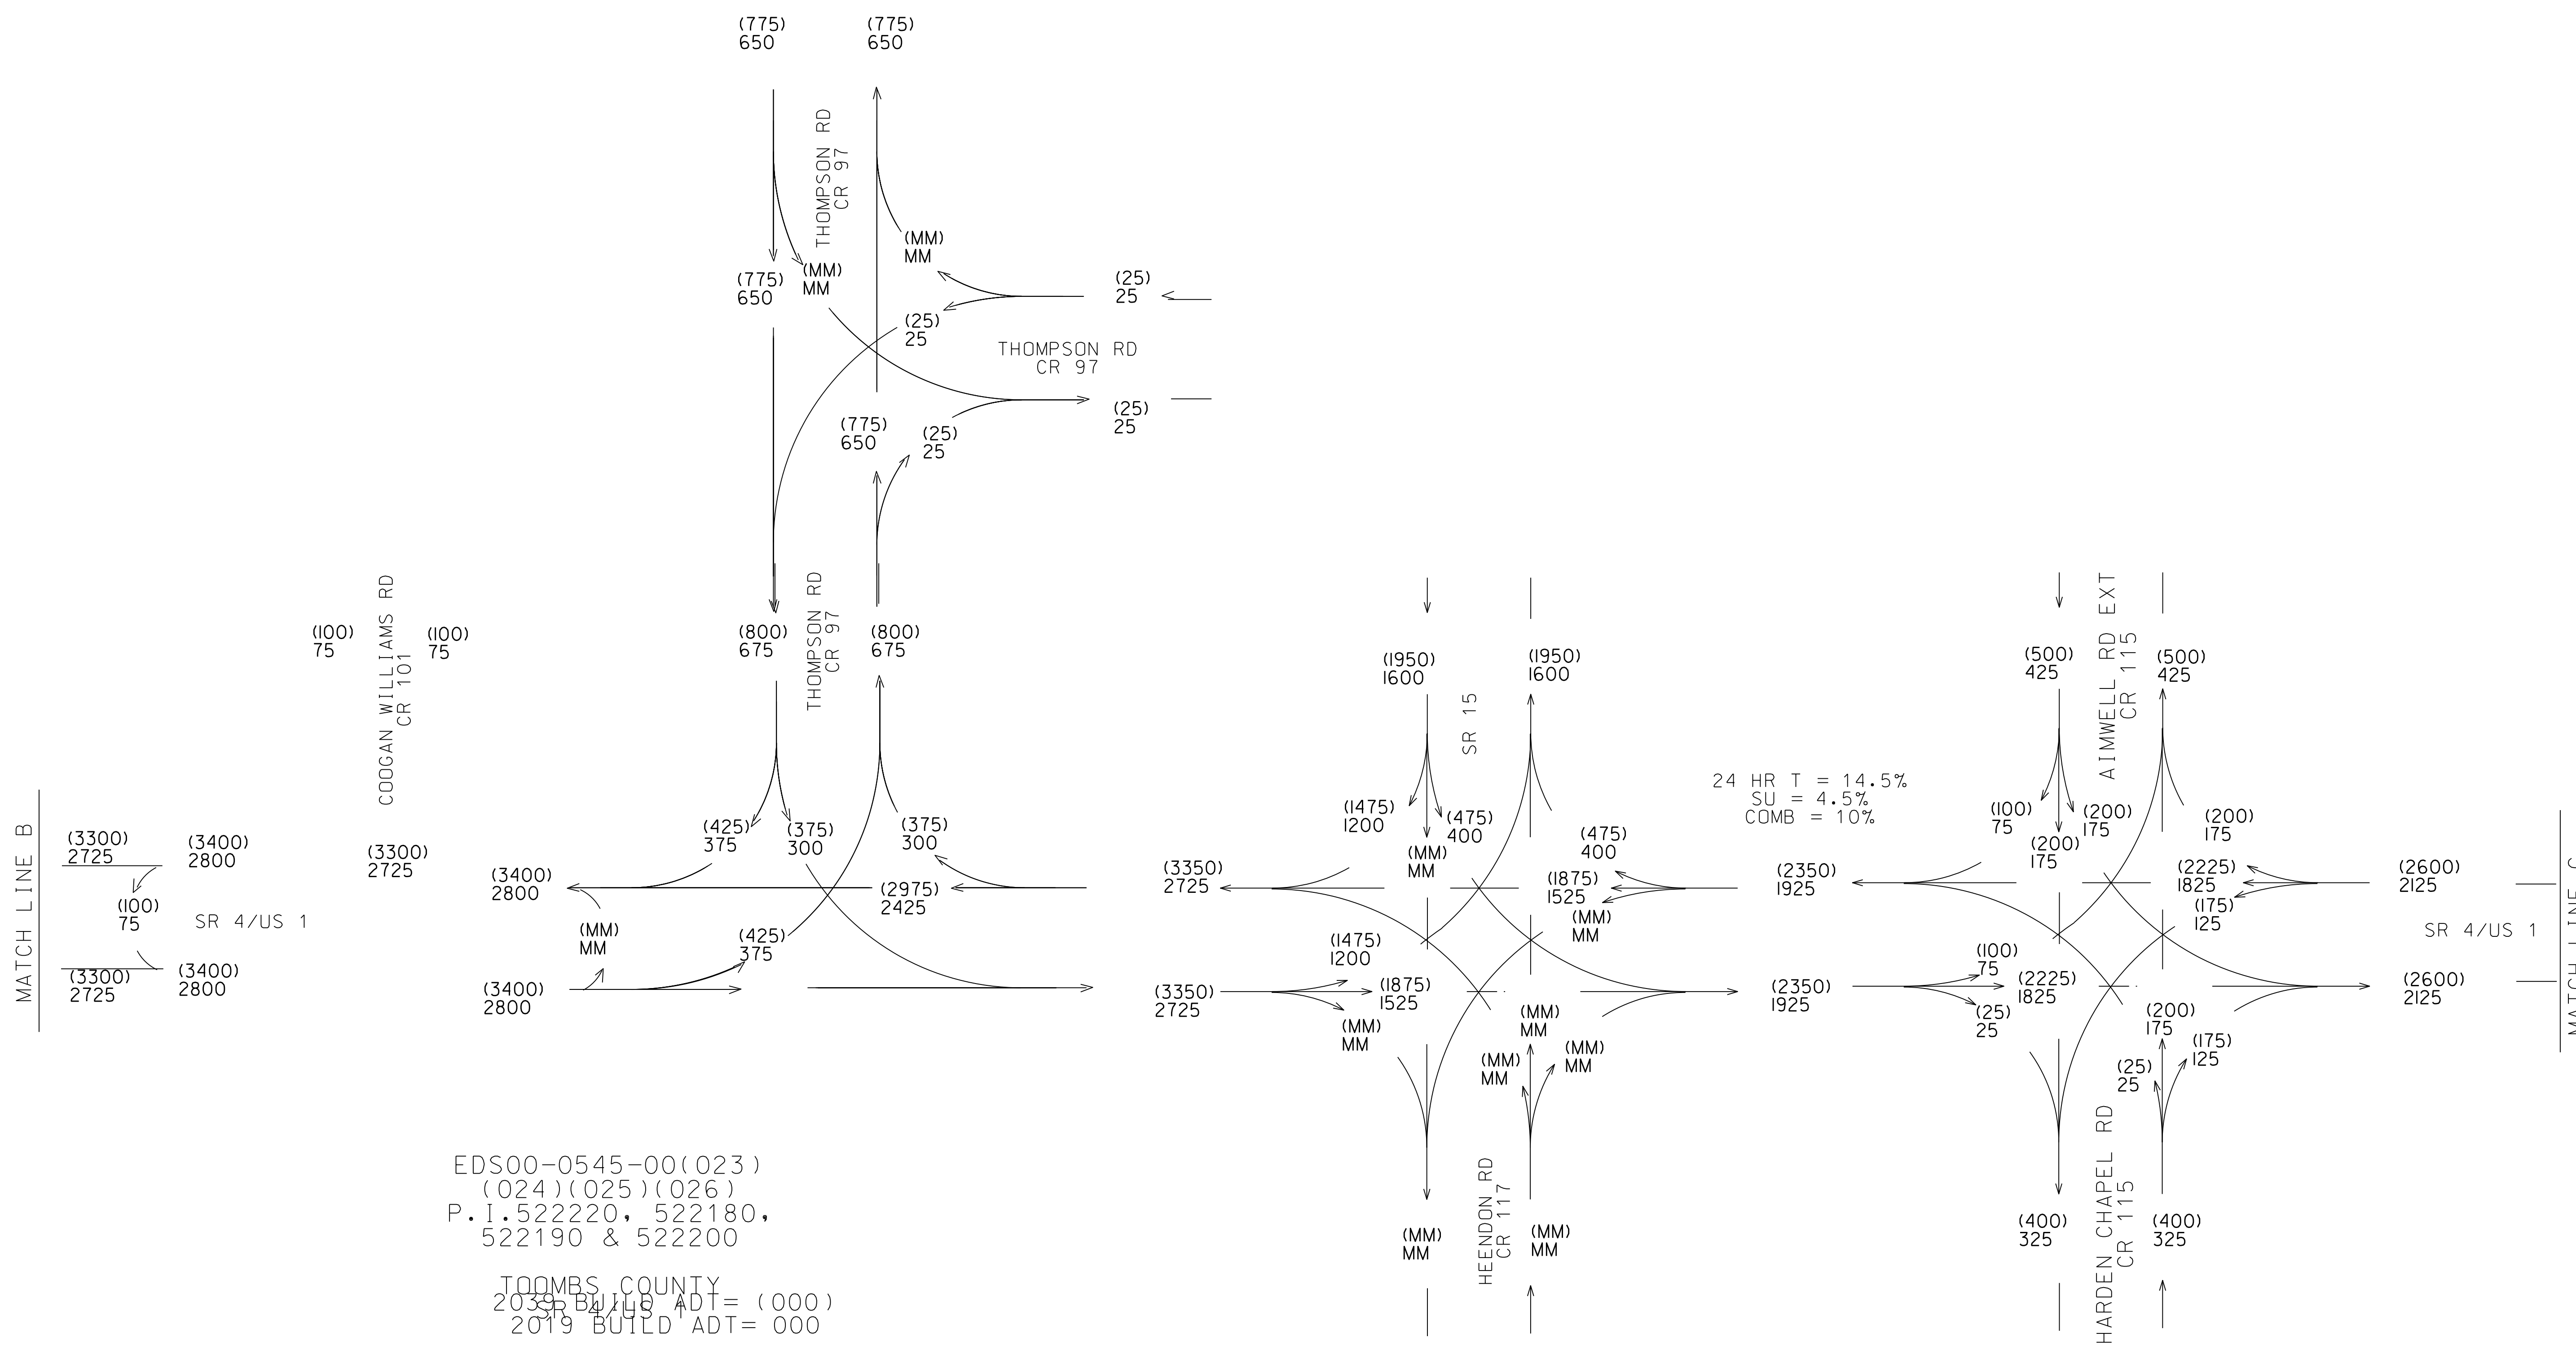 (775)
650
(775)
650
THOMPSON RD
CR 97
(MM)
MM
(775)
650
(MM)
MM
(25)
25
(25)
25
THOMPSON RD
CR 97
(25)
25
(775)
650
(25)
25
COOGAN WILLIAMS RD
CR 101
(100)
75
(100)
75
(800)
675
THOMPSON RD
CR 97
(800)
675
(1950)
1600
(1950)
1600
SR 15
(500)
425
AIMWELL RD EXT
CR 115
(500)
425
24 HR T = 14.5%
SU = 4.5%
COMB = 10%
MATCH LINE B
(3300)
2725
(3400)
2800
(3300)
2725
(100)
75
SR 4/US 1
(3300)
2725
(3400)
2800
(3400)
2800
(MM)
MM
(3400)
2800
(425)
375
(375)
300
(375)
300
(2975)
2425
(425)
375
(3350)
2725
(3350)
2725
(1475)
1200
(475)
400
(MM)
MM
(475)
400
(1875)
1525
(MM)
MM
(1475)
1200
(1875)
1525
(MM)
MM
(MM)
MM
(MM)
MM
(MM)
MM
(2350)
1925
(2350)
1925
(100)
75
(200)
175
(200)
175
(200)
175
(2225)
1825
(175)
125
(100)
75
(2225)
1825
(25)
25
(200)
175
(175)
125
(25)
25
(2600)
2125
SR 4/US 1
(2600)
2125
MATCH LINE C
(MM)
MM
HEENDON RD
CR 117
(MM)
MM
(400)
325
HARDEN CHAPEL RD
CR 115
(400)
325
EDS00-0545-00(023)
(024)(025)(026)
P.I.522220, 522180,
522190 & 522200
TOOMBS COUNTY
SR 4/US 1
2039 BUILD ADT= (000)
2019 BUILD ADT= 000